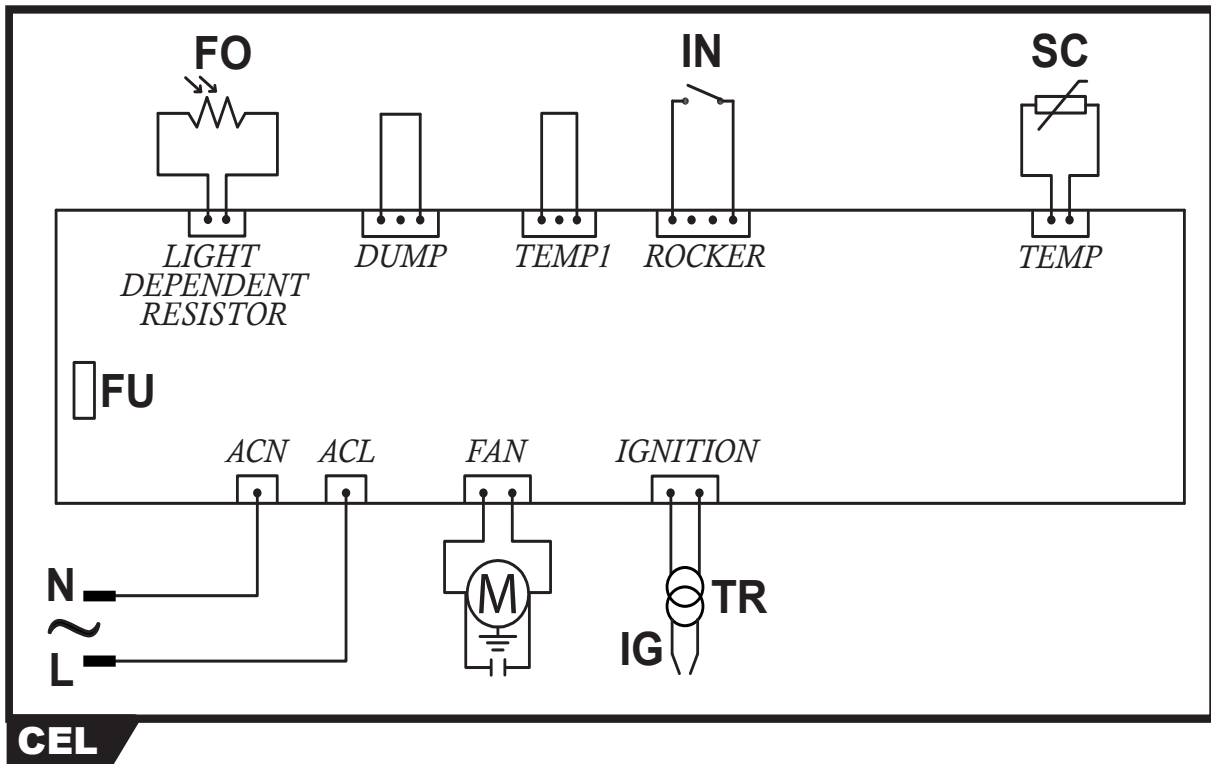 FO
IN
SC
LIGHT
DEPENDENT
RESISTOR
DUMP
TEMP1
ROCKER
TEMP
FU
ACN
ACL
FAN
IGNITION
N
~
L
M
TR
IG
CEL